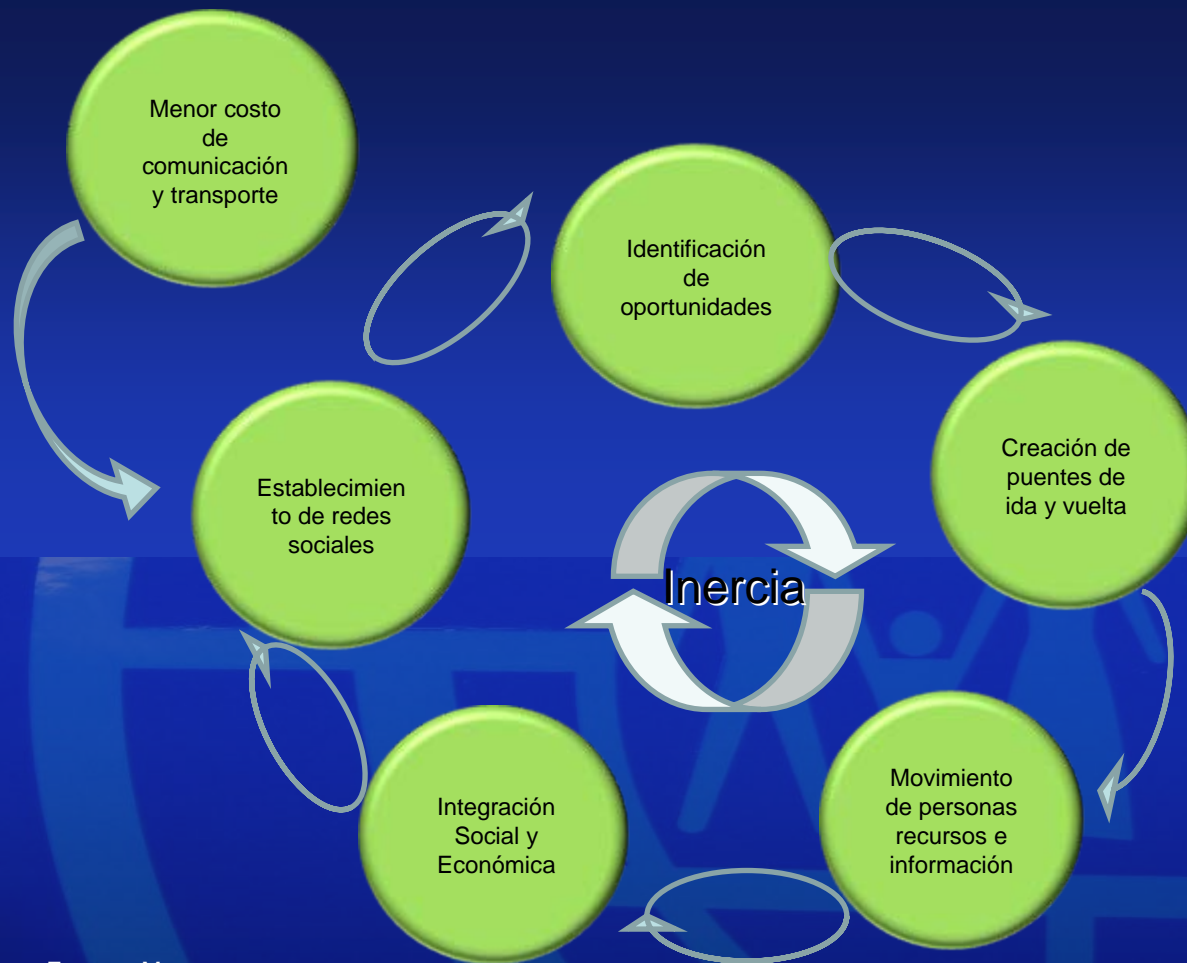 Menor costo
de
comunicación
y transporte
Identificación
de
oportunidades
Creación de
puentes de
ida y vuelta
Establecimien
to de redes
sociales
Inercia
Movimiento
de personas
recursos e
información
Integración
Social y
Económica